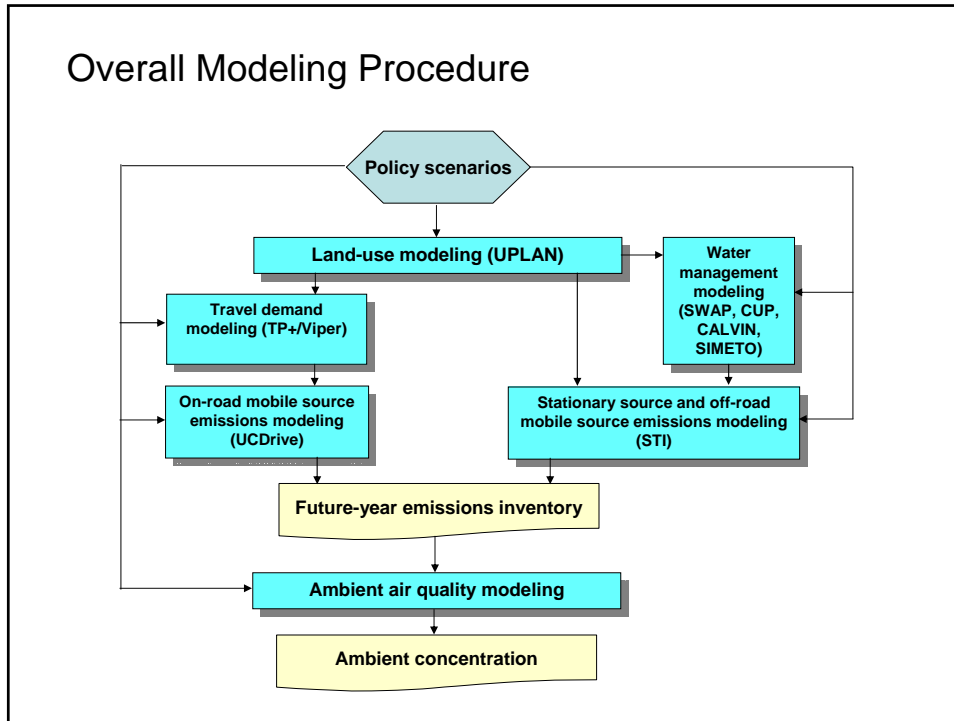 Overall Modeling Procedure
Policy scenarios
Land-use modeling (UPLAN)
Water
management
modeling
(SWAP, CUP,
CALVIN,
SIMETO)
Travel demand
modeling (TP+/Viper)
On-road mobile source
emissions modeling
(UCDrive)
Stationary source and off-road
mobile source emissions modeling
(STI)
Future-year emissions inventory
Ambient air quality modeling
Ambient concentration